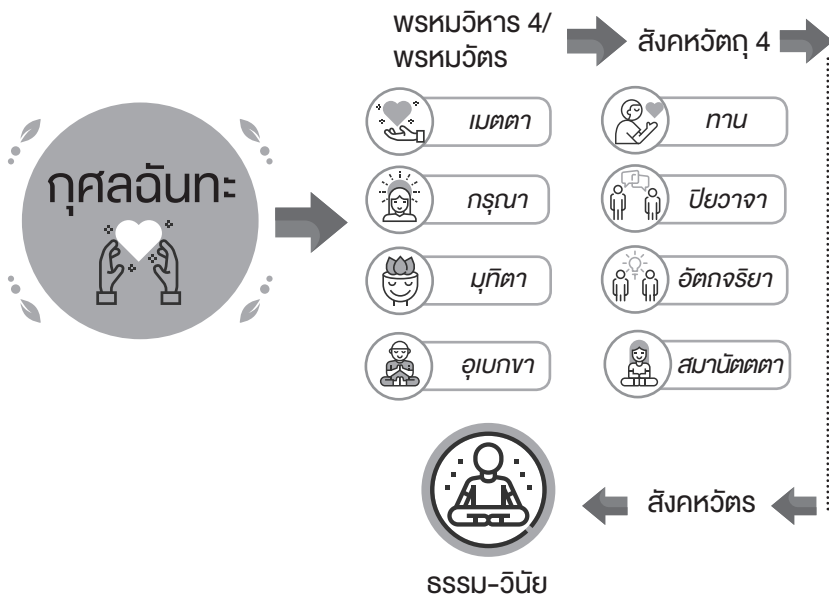 กุศลฉันทะ
พรหมวิหาร 4/
พรหมวัตร
เมตตา
กรุณา
มุทิตา
อุเบกขา
สังคหวัตถุ 4
ทาน
ปิยวาจา
อัตถจริยา
สมานัตตตา
สังคหวัตร
ธรรม-วินัย